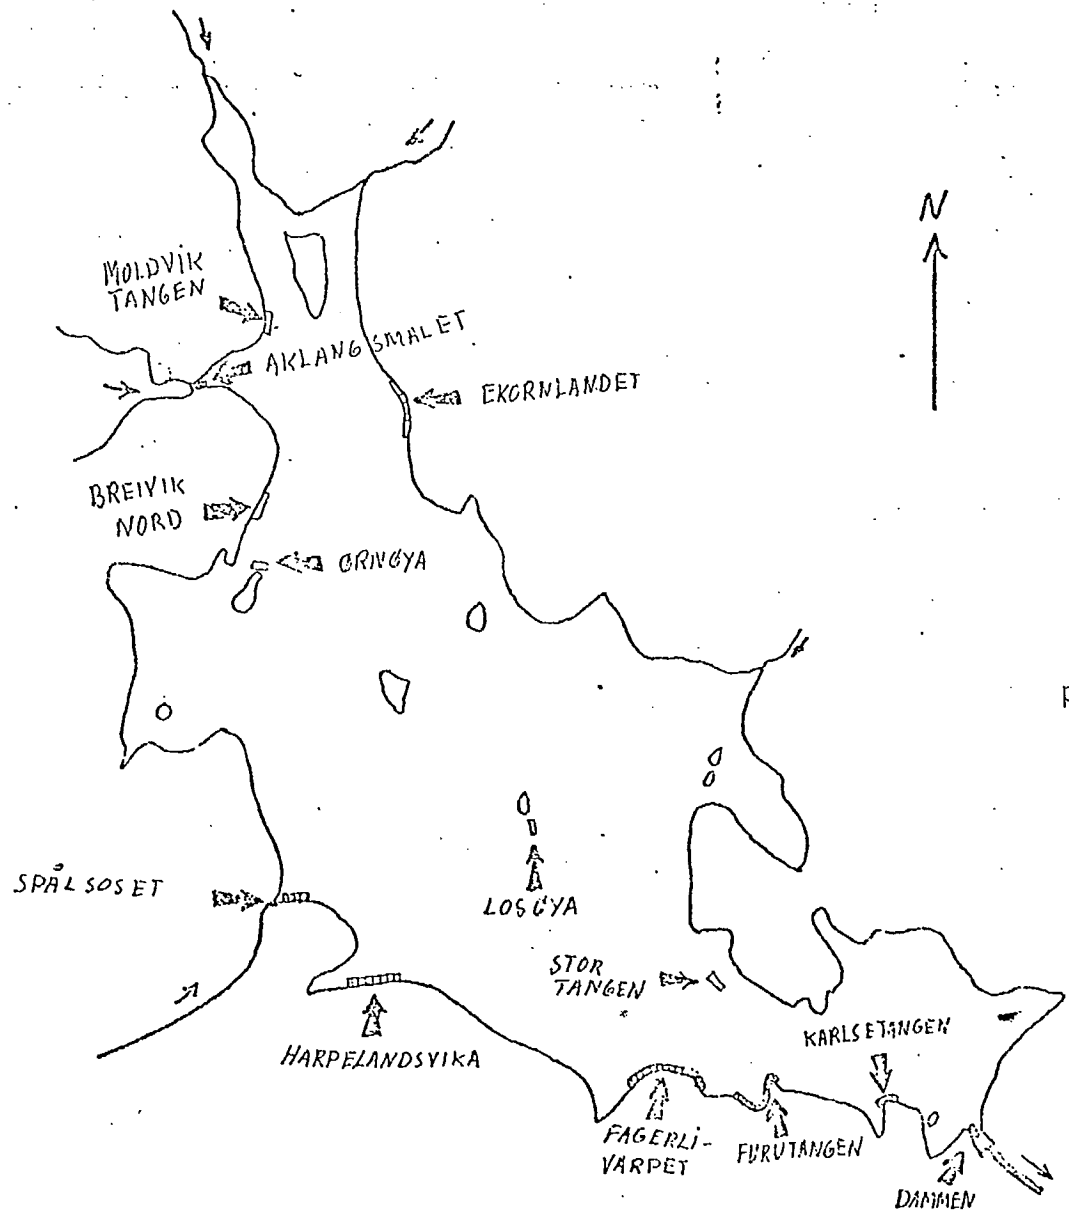 N
MOLDVIK
TANGEN
AKLANGSMALET
EKORNLANDET
BREIVIK
NORD
ØRNØYA
SPÅLSOSET
LOSØYA
STOR
TANGEN
KARLSETANGEN
HARPELANDSVIKA
FAGERLI-
VARPET
FURUTANGEN
DAMMEN